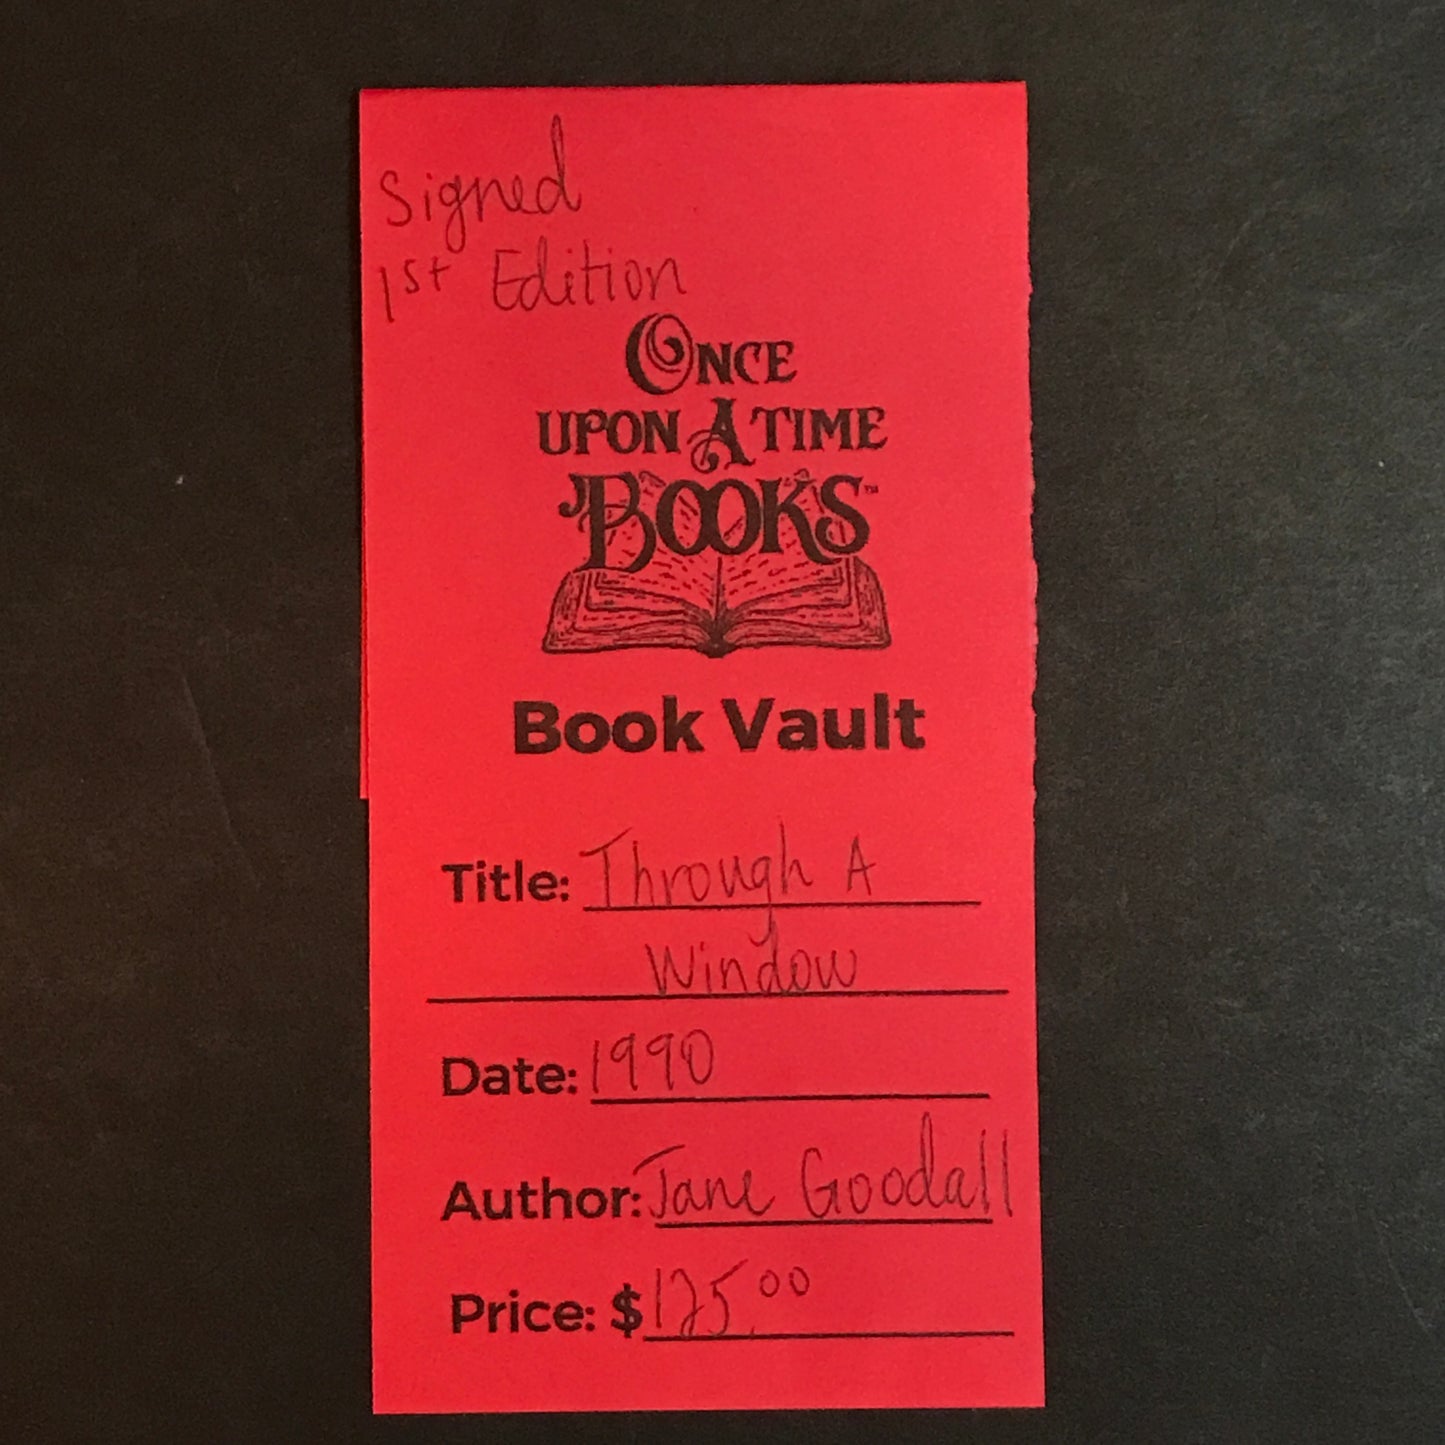 Signed
1st Edition
ONCE
UPON A TIME
BOOKS™
Book Vault
Title: Through A
Window
Date: 1990
Author: Jane Goodall
Price: $125.00